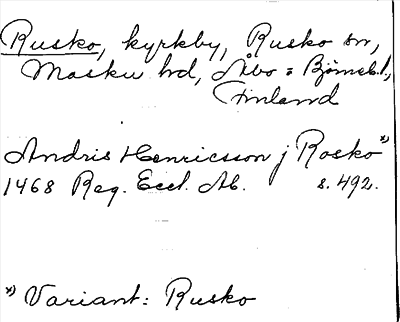 Rusko, kyrkby, Rusko sn,
Masku hd, Åbo = Björneb. l.,
Finland
Andris Henricsson j Rosko *)
1468 Reg. Eccl. Ab. s. 492.
*) Variant: Rusko